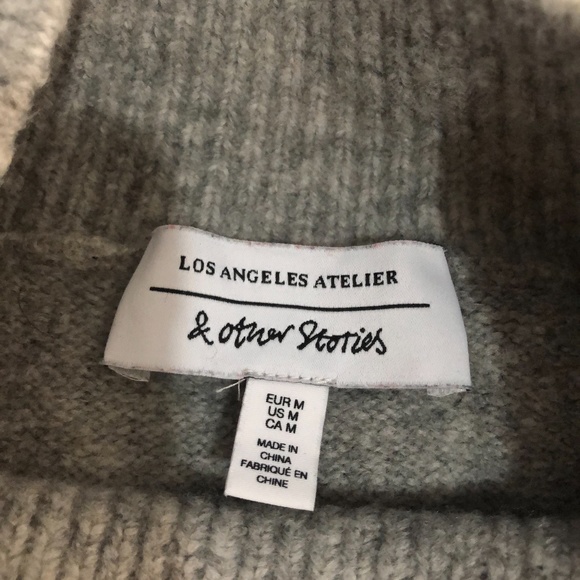 LOS ANGELES ATELIER
& other Stories
EUR M
US M
CA M
MADE IN
CHINA
FABRIQUÉ EN
CHINE